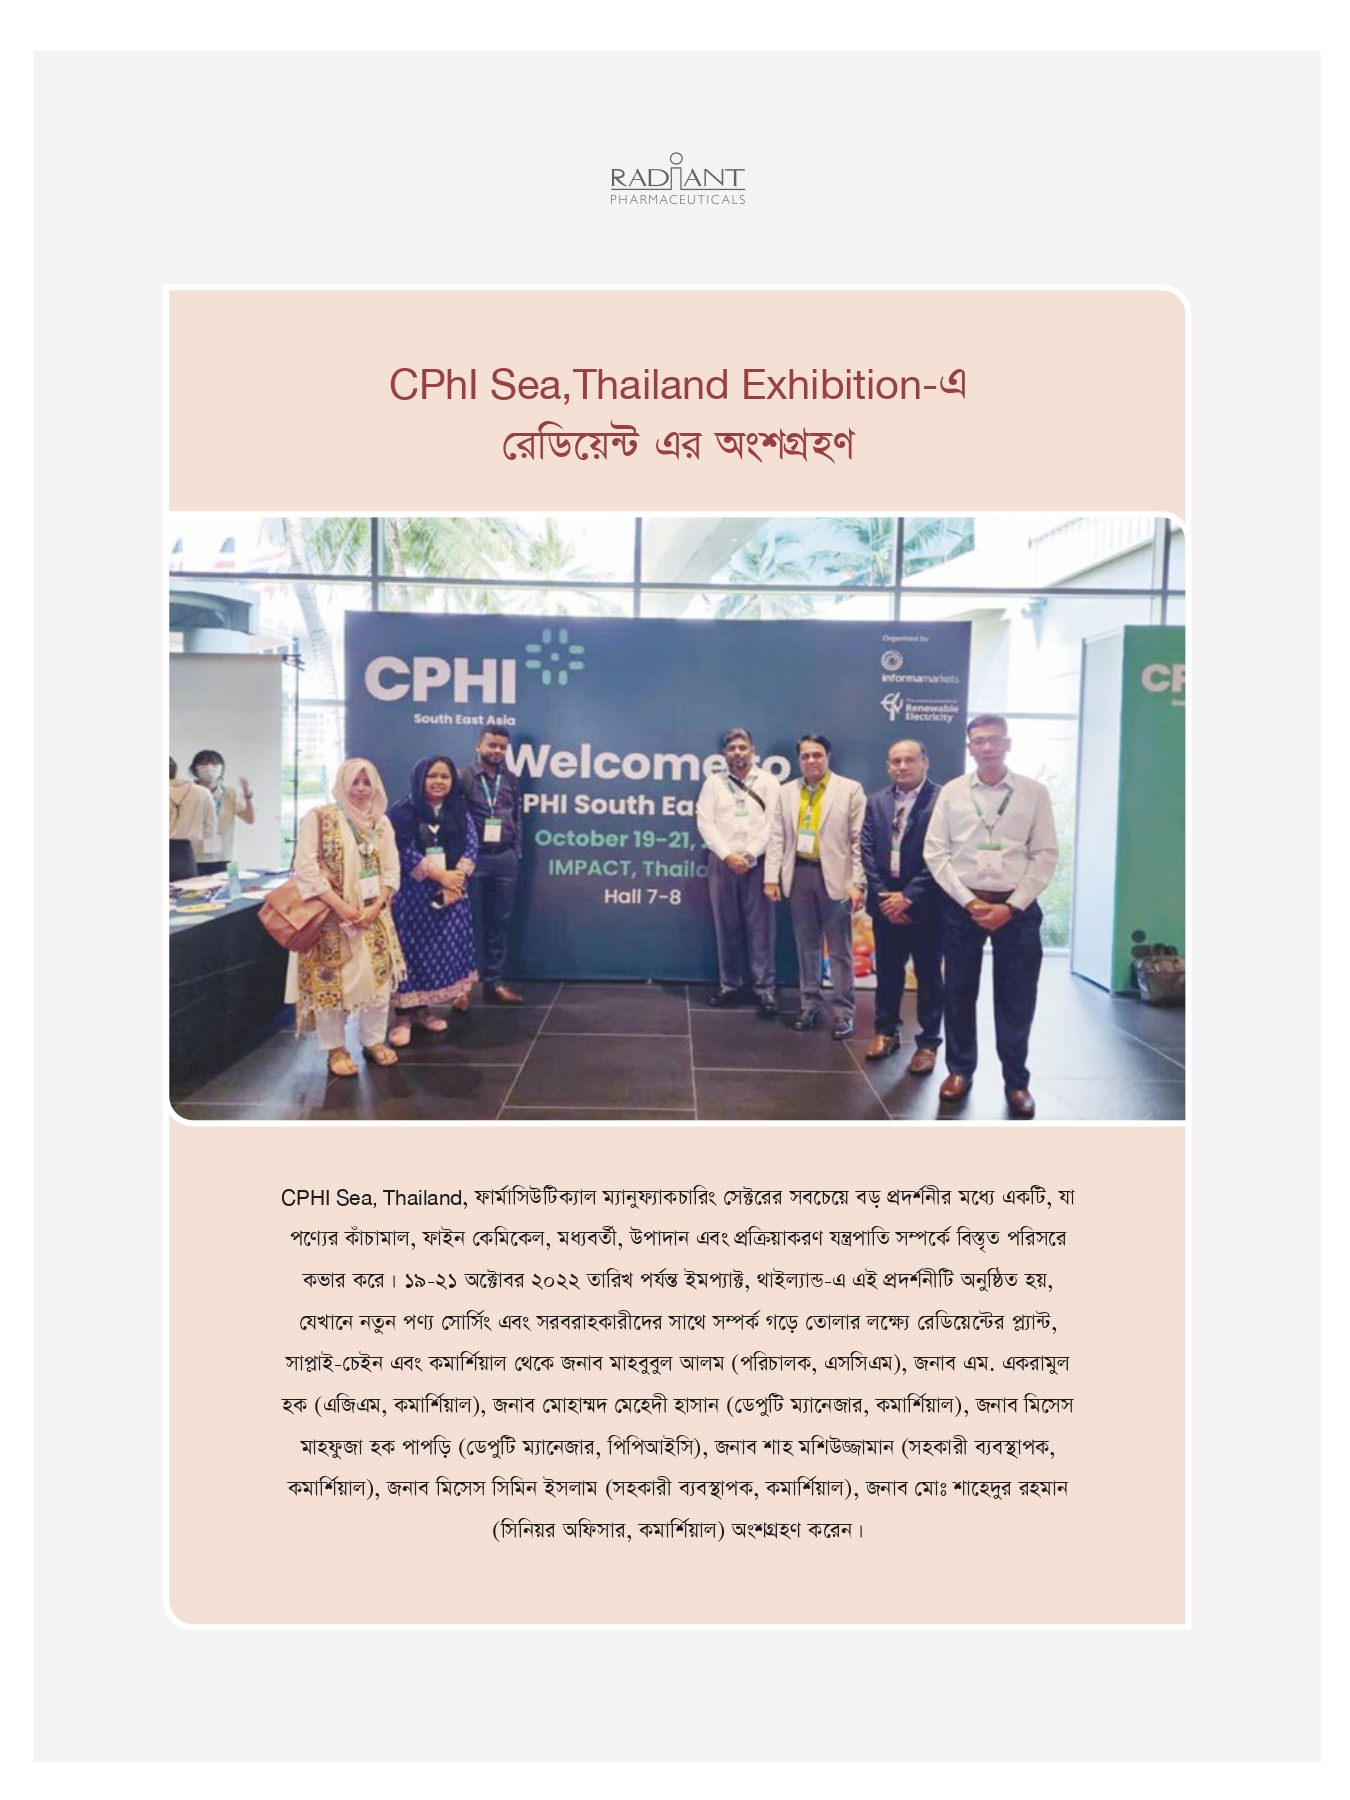 RADIANT
PHARMACEUTICALS
CPhI Sea,Thailand Exhibition-এ
রেডিয়েন্ট এর অংশগ্রহণ
CPHI
South East Asia
Organised by
informamarkets
Renewable
Electricity
Welcome to
PHI South Eas
October 19-21,
IMPACT, Thaila
Hall 7-8
CPHI Sea, Thailand, ফার্মাসিউটিক্যাল ম্যানুফ্যাকচারিং সেক্টরের সবচেয়ে বড় প্রদর্শনীর মধ্যে একটি, যা
পণ্যের কাঁচামাল, ফাইন কেমিকেল, মধ্যবর্তী, উপাদান এবং প্রক্রিয়াকরণ যন্ত্রপাতি সম্পর্কে বিস্তৃত পরিসরে
কভার করে। ১৯-২১ অক্টোবর ২০২২ তারিখ পর্যন্ত ইমপ্যাক্ট, থাইল্যান্ড-এ এই প্রদর্শনীটি অনুষ্ঠিত হয়,
যেখানে নতুন পণ্য সোর্সিং এবং সরবরাহকারীদের সাথে সম্পর্ক গড়ে তোলার লক্ষ্যে রেডিয়েন্টের প্ল্যান্ট,
সাপ্লাই-চেইন এবং কমার্শিয়াল থেকে জনাব মাহবুবুল আলম (পরিচালক, এসসিএম), জনাব এম. একরামুল
হক (এজিএম, কমার্শিয়াল), জনাব মোহাম্মদ মেহেদী হাসান (ডেপুটি ম্যানেজার, কমার্শিয়াল), জনাব মিসেস
মাহফুজা হক পাপড়ি (ডেপুটি ম্যানেজার, পিপিআইসি), জনাব শাহ মশিউজ্জামান (সহকারী ব্যবস্থাপক,
কমার্শিয়াল), জনাব মিসেস সিমিন ইসলাম (সহকারী ব্যবস্থাপক, কমার্শিয়াল), জনাব মোঃ শাহেদুর রহমান
(সিনিয়র অফিসার, কমার্শিয়াল) অংশগ্রহণ করেন।